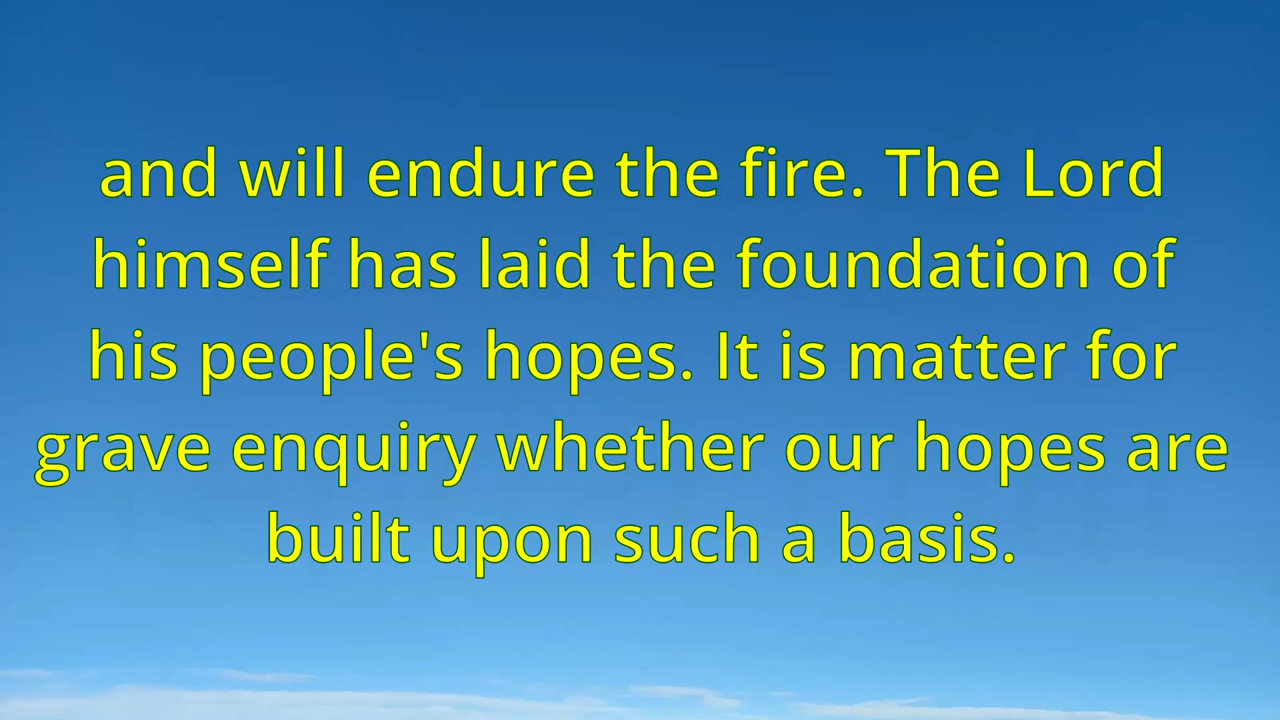 and will endure the fire. The Lord
himself has laid the foundation of
his people's hopes. It is matter for
grave enquiry whether our hopes are
built upon such a basis.